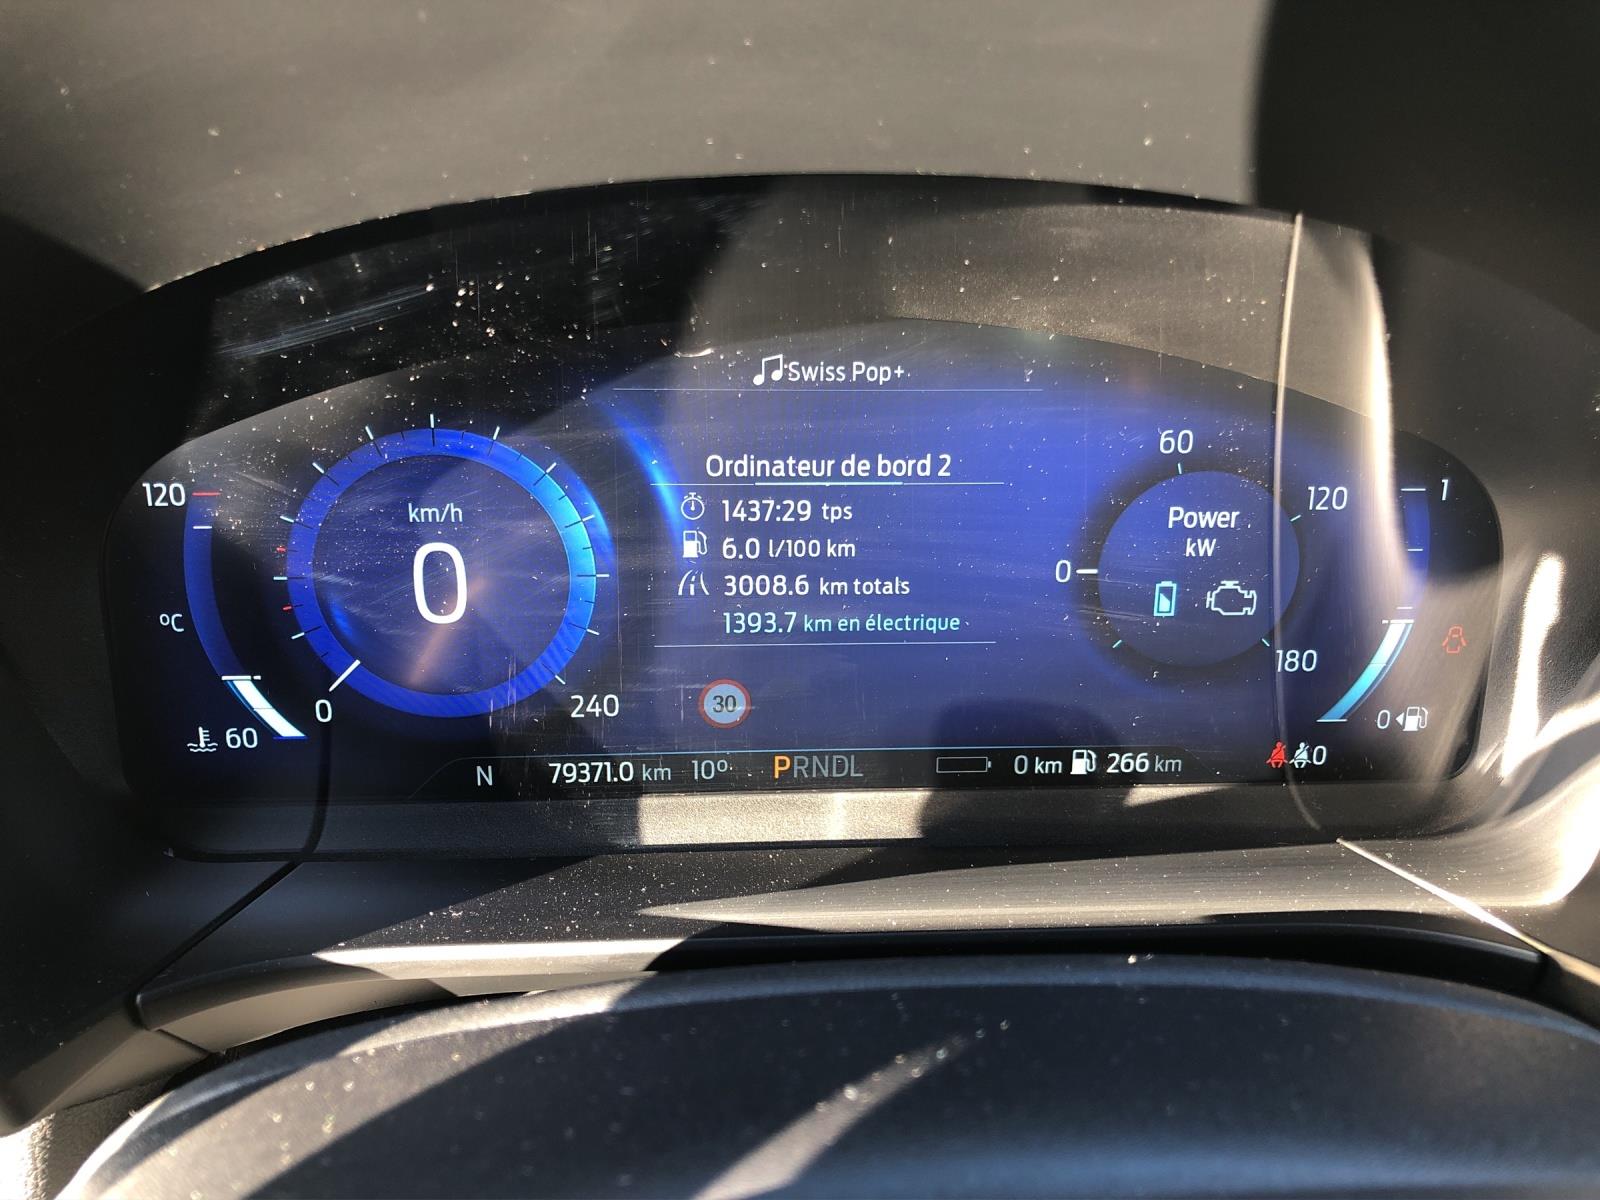 Swiss Pop+
Ordinateur de bord 2
1437:29 tps
6.0 l/100 km
3008.6 km totals
1393.7 km en électrique
120
°C
60
km/h
0
0
240
30
60
0
120
180
Power
kW
1
0
N 79371.0 km 10° PRNDL 0 km 266 km
0